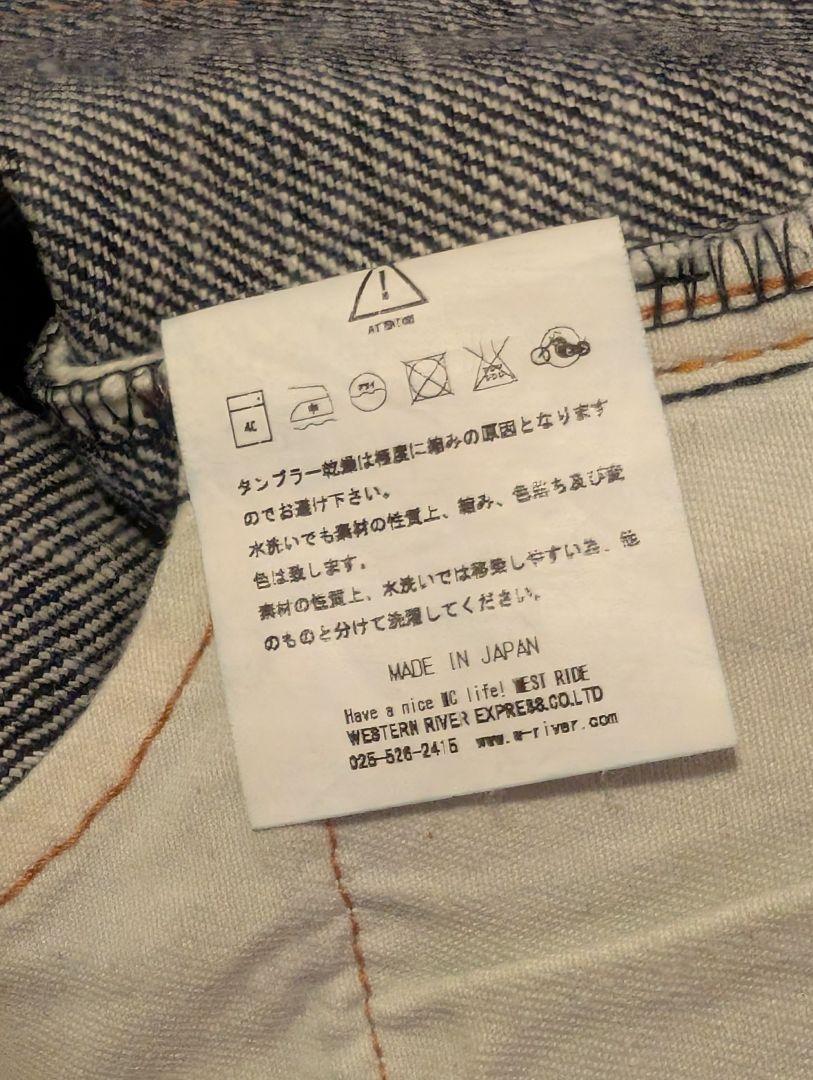 !
ATTENTION
40
中
ドライ
タンブラー乾燥は極度に縮みの原因となります
のでお避け下さい。
水洗いでも素材の性質上、縮み、色落ち及び変
色は致します。
素材の性質上、水洗いでは移染しやすい為、他
のものと分けて洗濯してください。
MADE IN JAPAN
Have a nice MC life! WEST RIDE
WESTERN RIVER EXPRESS.CO.LTD
025-526-2415 www.w-river.com